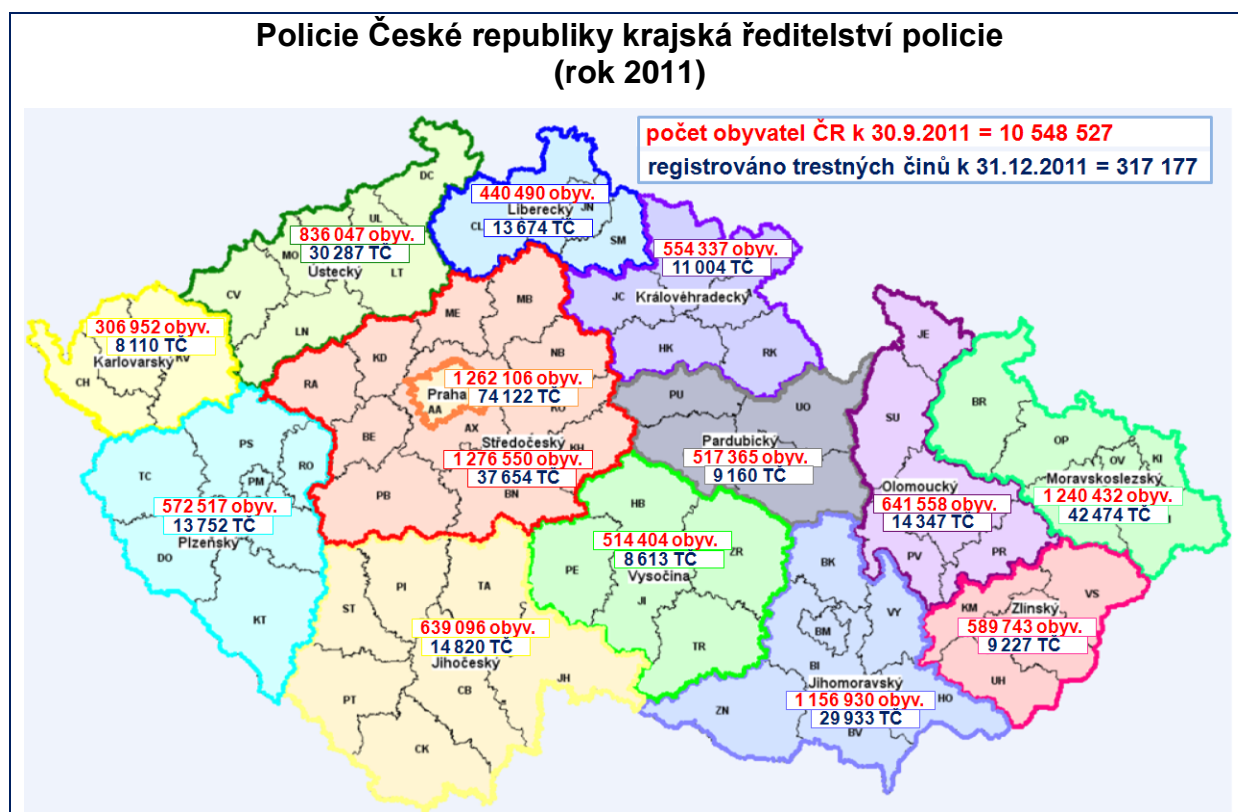 Policie České republiky krajská ředitelství policie
(rok 2011)
počet obyvatel ČR k 30.9.2011 = 10 548 527
registrováno trestných činů k 31.12.2011 = 317 177
DC
UL
836 047 obyv.
MO
30 287 TČ
Ústecký
LT
CV
LN
440 490 obyv.
JN
Liberecký
CL
13 674 TČ
SM
554 337 obyv.
11 004 TČ
JC
Královéhradecký
HK
RK
306 952 obyv.
8 110 TČ
Karlovarský
KV
CH
ME
MB
KD
NB
RA
1 262 106 obyv.
Praha
74 122 TČ
AA
KO
BE
AX
Středočeský
KH
1 276 550 obyv.
37 654 TČ
PB
BN
PU
UO
Pardubický
517 365 obyv.
9 160 TČ
JE
SU
Olomoucký
641 558 obyv.
14 347 TČ
PV
PR
BR
OP
OV
KI
Moravskoslezský
1 240 432 obyv.
42 474 TČ
PS
TC
RO
PM
572 517 obyv.
13 752 TČ
Plzeňský
DO
KT
HB
514 404 obyv.
8 613 TČ
ZR
PE
Vysočina
JI
TR
PI
TA
ST
639 096 obyv.
14 820 TČ
Jihočeský
JH
PT
CB
CK
BK
VY
BM
BI
Jihomoravský
1 156 930 obyv.
HO
ZN
29 933 TČ
BV
VS
KM
Zlínský
589 743 obyv.
9 227 TČ
UH